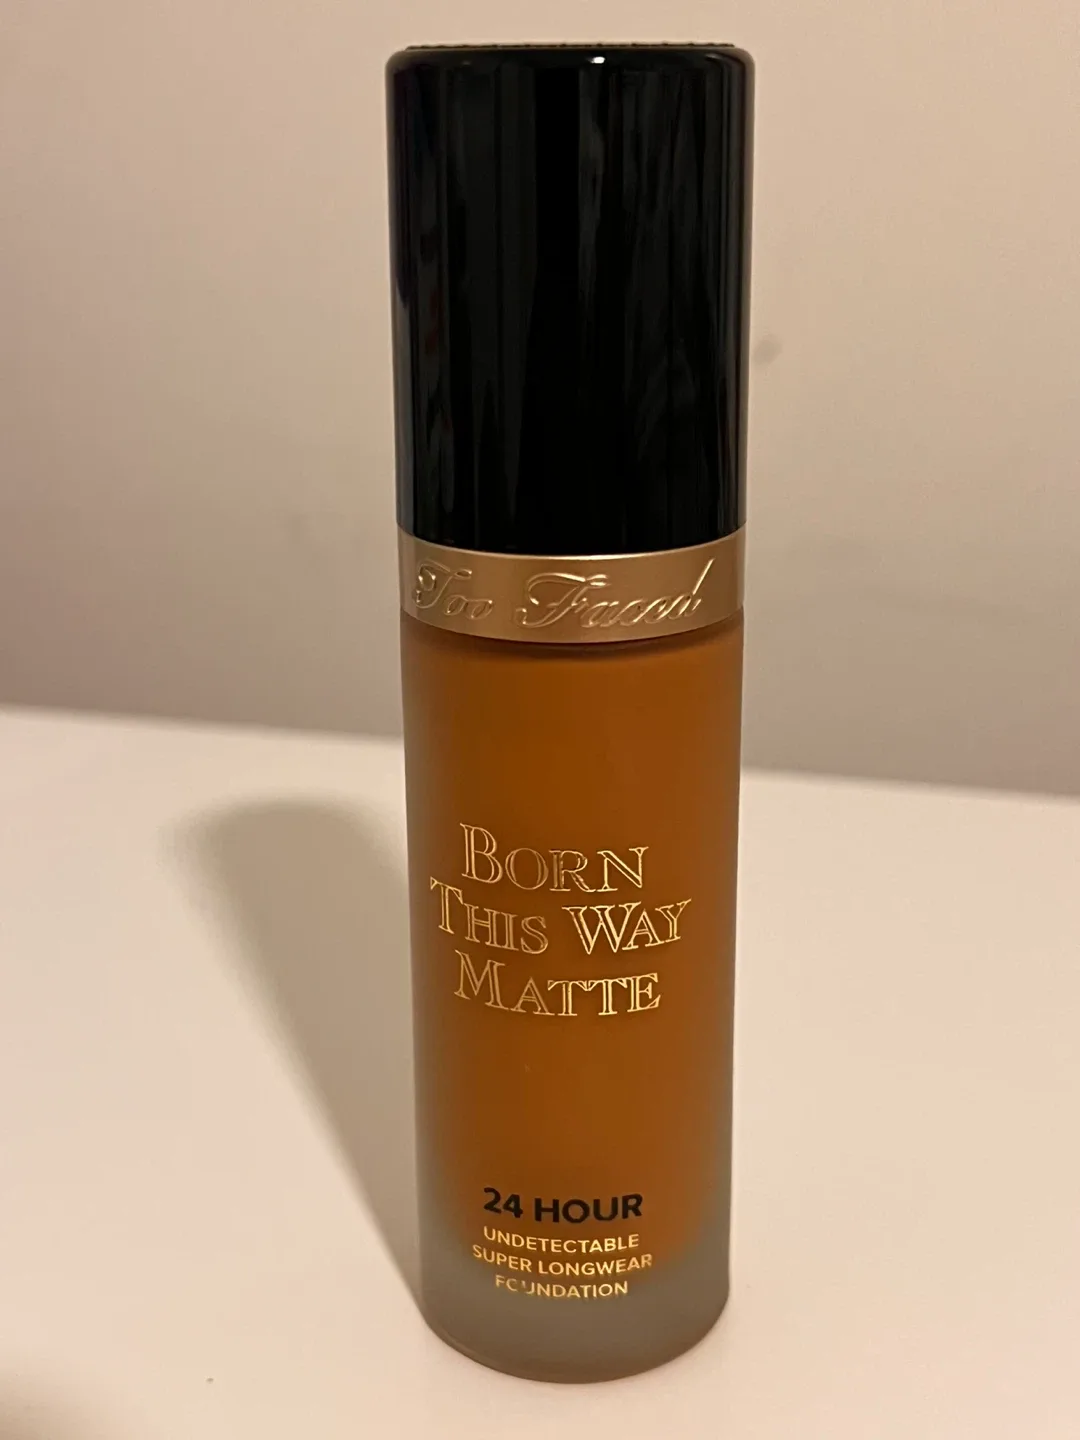 Too Faced
BORN
THIS WAY
MATTE
24 HOUR
UNDETECTABLE
SUPER LONGWEAR
FOUNDATION